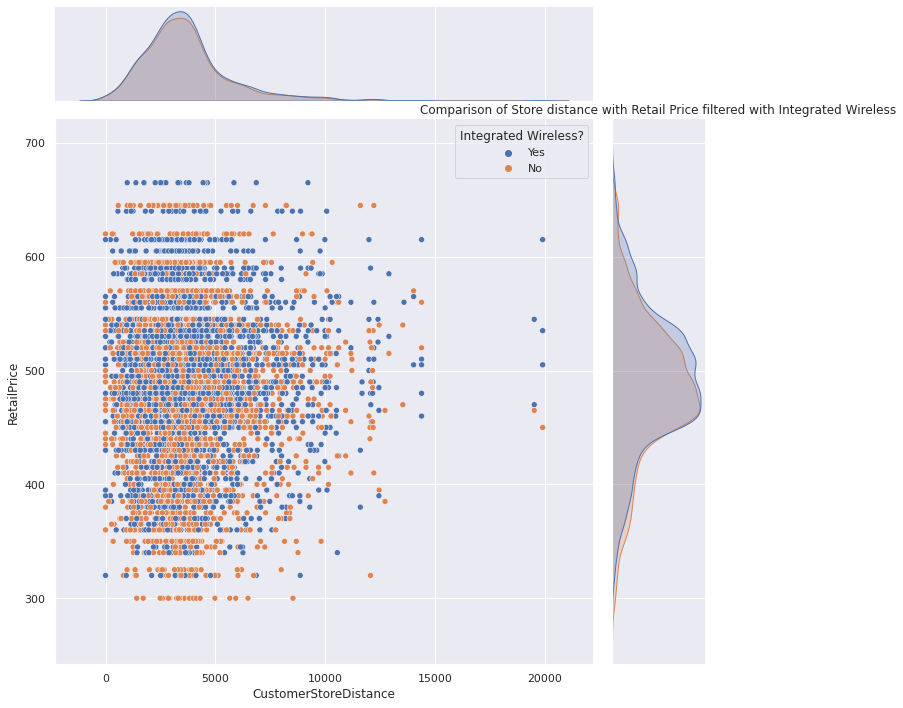 Comparison of Store distance with Retail Price filtered with Integrated Wireless
Integrated Wireless?
Yes
No
700
600
500
400
300
RetailPrice
0 5000 10000 15000 20000
CustomerStoreDistance